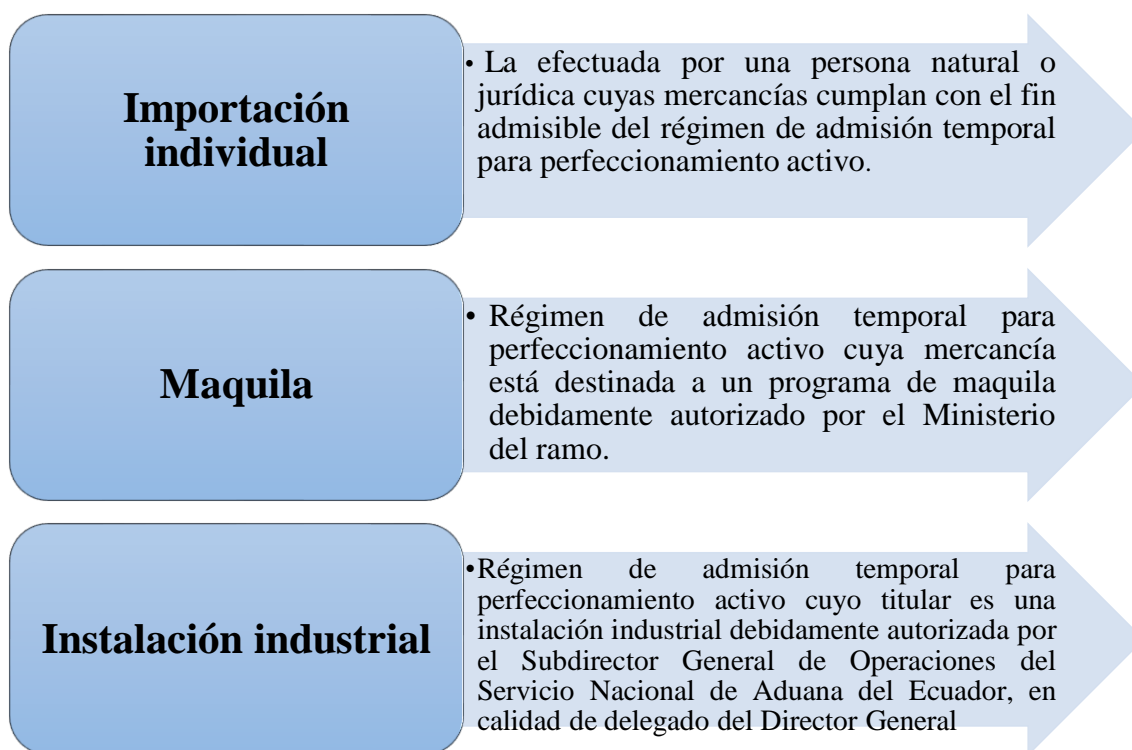 Importación
individual
• La efectuada por una persona natural o
jurídica cuyas mercancías cumplan con el fin
admisible del régimen de admisión temporal
para perfeccionamiento activo.
Maquila
• Régimen de admisión temporal para
perfeccionamiento activo cuya mercancía
está destinada a un programa de maquila
debidamente autorizado por el Ministerio
del ramo.
Instalación industrial
•Régimen de admisión temporal para
perfeccionamiento activo cuyo titular es una
instalación industrial debidamente autorizada por
el Subdirector General de Operaciones del
Servicio Nacional de Aduana del Ecuador, en
calidad de delegado del Director General